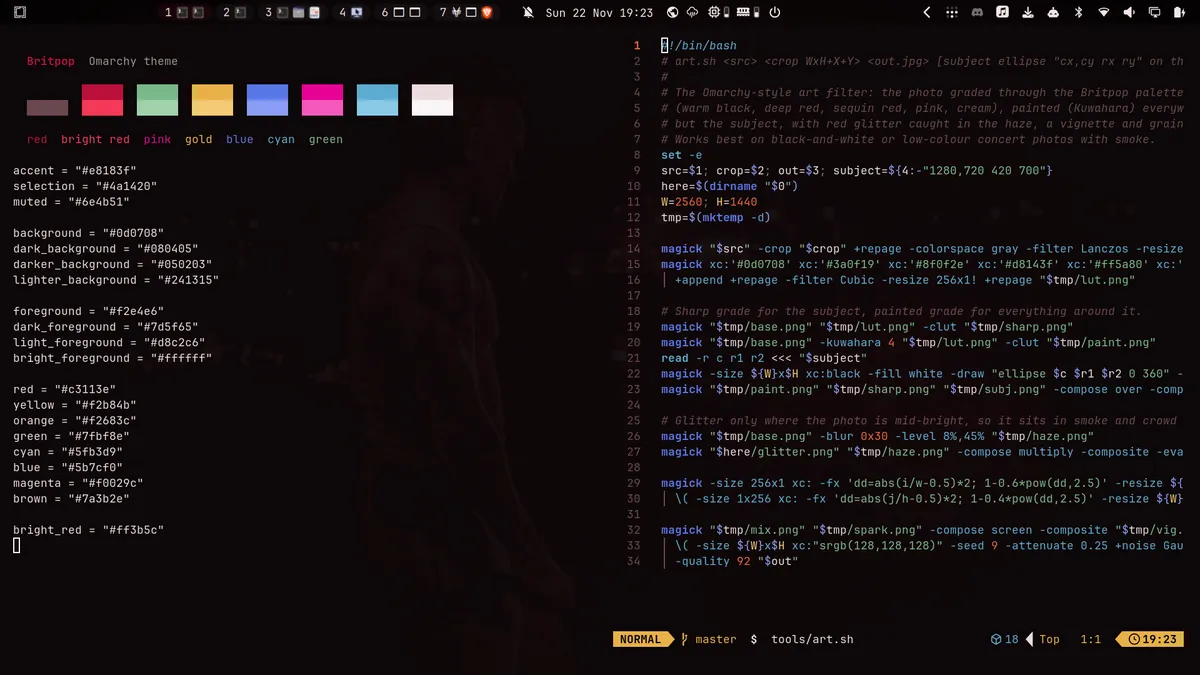 1 2 3 4 6 7 Sun 22 Nov 19:23
Britpop Omarchy theme
red bright red pink gold blue cyan green
accent = "#e8183f"
selection = "#4a1420"
muted = "#6e4b51"
background = "#0d0708"
dark_background = "#080405"
darker_background = "#050203"
lighter_background = "#241315"
foreground = "#f2e4e6"
dark_foreground = "#7d5f65"
light_foreground = "#d8c2c6"
bright_foreground = "#ffffff"
red = "#c3113e"
yellow = "#f2b84b"
orange = "#f2683c"
green = "#7fbf8e"
cyan = "#5fb3d9"
blue = "#5b7cf0"
magenta = "#f0029c"
brown = "#7a3b2e"
bright_red = "#ff3b5c"
1 #!/bin/bash
2 # art.sh <src> <crop WxH+X+Y> <out.jpg> [subject ellipse "cx,cy rx ry" on th
3 #
4 # The Omarchy-style art filter: the photo graded through the Britpop palette
5 # (warm black, deep red, sequin red, pink, cream), painted (Kuwahara) everyw
6 # but the subject, with red glitter caught in the haze, a vignette and grain
7 # Works best on black-and-white or low-colour concert photos with smoke.
8 set -e
9 src=$1; crop=$2; out=$3; subject=${4:-"1280,720 420 700"}
10 here=$(dirname "$0")
11 W=2560; H=1440
12 tmp=$(mktemp -d)
13
14 magick "$src" -crop "$crop" +repage -colorspace gray -filter Lanczos -resize
15 magick xc:'#0d0708' xc:'#3a0f19' xc:'#8f0f2e' xc:'#d8143f' xc:'#ff5a80' xc:'
16 +append +repage -filter Cubic -resize 256x1! +repage "$tmp/lut.png"
17
18 # Sharp grade for the subject, painted grade for everything around it.
19 magick "$tmp/base.png" "$tmp/lut.png" -clut "$tmp/sharp.png"
20 magick "$tmp/base.png" -kuwahara 4 "$tmp/lut.png" -clut "$tmp/paint.png"
21 read -r c r1 r2 <<< "$subject"
22 magick -size ${W}x$H xc:black -fill white -draw "ellipse $c $r1 $r2 0 360" -
23 magick "$tmp/paint.png" "$tmp/sharp.png" "$tmp/subj.png" -compose over -comp
24
25 # Glitter only where the photo is mid-bright, so it sits in smoke and crowd
26 magick "$tmp/base.png" -blur 0x30 -level 8%,45% "$tmp/haze.png"
27 magick "$here/glitter.png" "$tmp/haze.png" -compose multiply -composite -eva
28
29 magick -size 256x1 xc: -fx 'dd=abs(i/w-0.5)*2; 1-0.6*pow(dd,2.5)' -resize ${
30 \( -size 1x256 xc: -fx 'dd=abs(j/h-0.5)*2; 1-0.4*pow(dd,2.5)' -resize ${W}
31
32 magick "$tmp/mix.png" "$tmp/spark.png" -compose screen -composite "$tmp/vig.
33 \( -size ${W}x$H xc:"srgb(128,128,128)" -seed 9 -attenuate 0.25 +noise Gau
34 -quality 92 "$out"
NORMAL master $ tools/art.sh 18 Top 1:1 19:23